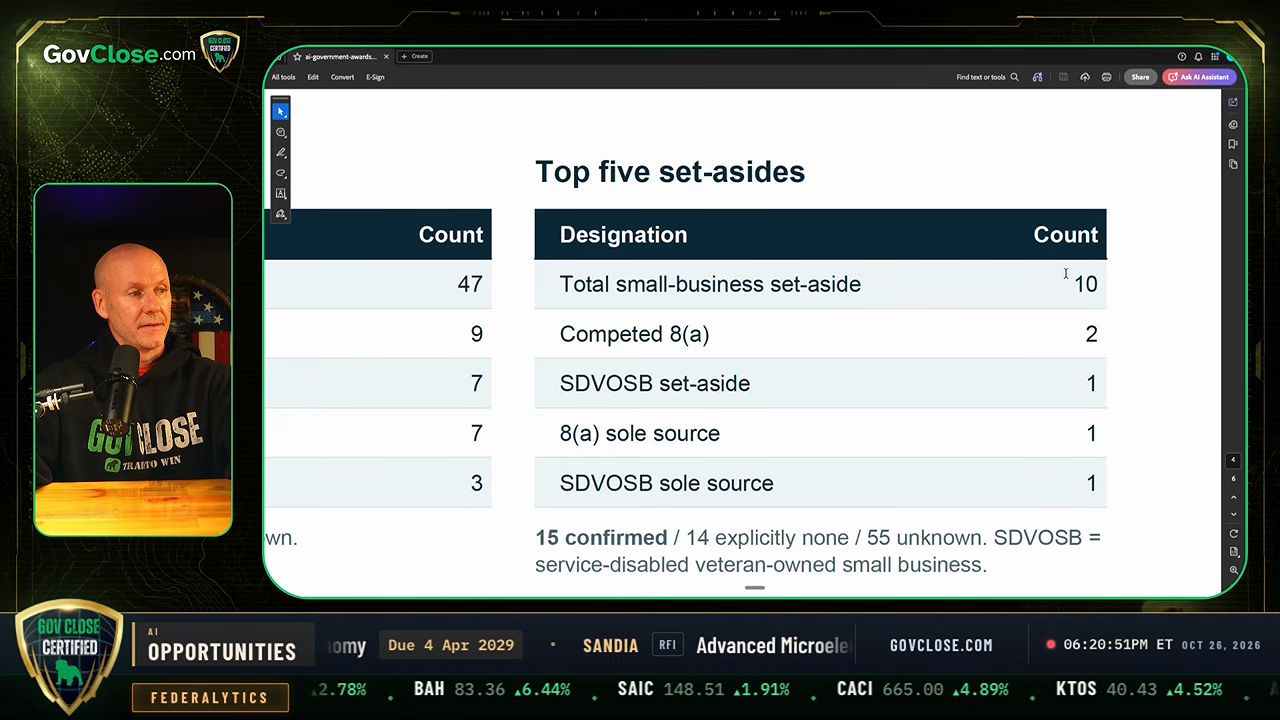 GovClose.com
GOV CLOSE
CERTIFIED
ai-government-awards... × + Create
All tools Edit Convert E-Sign
Find text or tools Share Ask AI Assistant
Top five set-asides
Count
47
9
7
7
3
wn.
Designation Count
Total small-business set-aside 10
Competed 8(a) 2
SDVOSB set-aside 1
8(a) sole source 1
SDVOSB sole source 1
15 confirmed / 14 explicitly none / 55 unknown. SDVOSB =
service-disabled veteran-owned small business.
4
6
GOVCLOSE
TRAIN TO WIN
GOV CLOSE
CERTIFIED
AI
OPPORTUNITIES
nomy Due 4 Apr 2029 • SANDIA RFI Advanced Microele
GOVCLOSE.COM
06:20:51PM ET OCT 26, 2026
FEDERALYTICS
▲2.78% BAH 83.36 ▲6.44% SAIC 148.51 ▲1.91% CACI 665.00 ▲4.89% KTOS 40.43 ▲4.52%